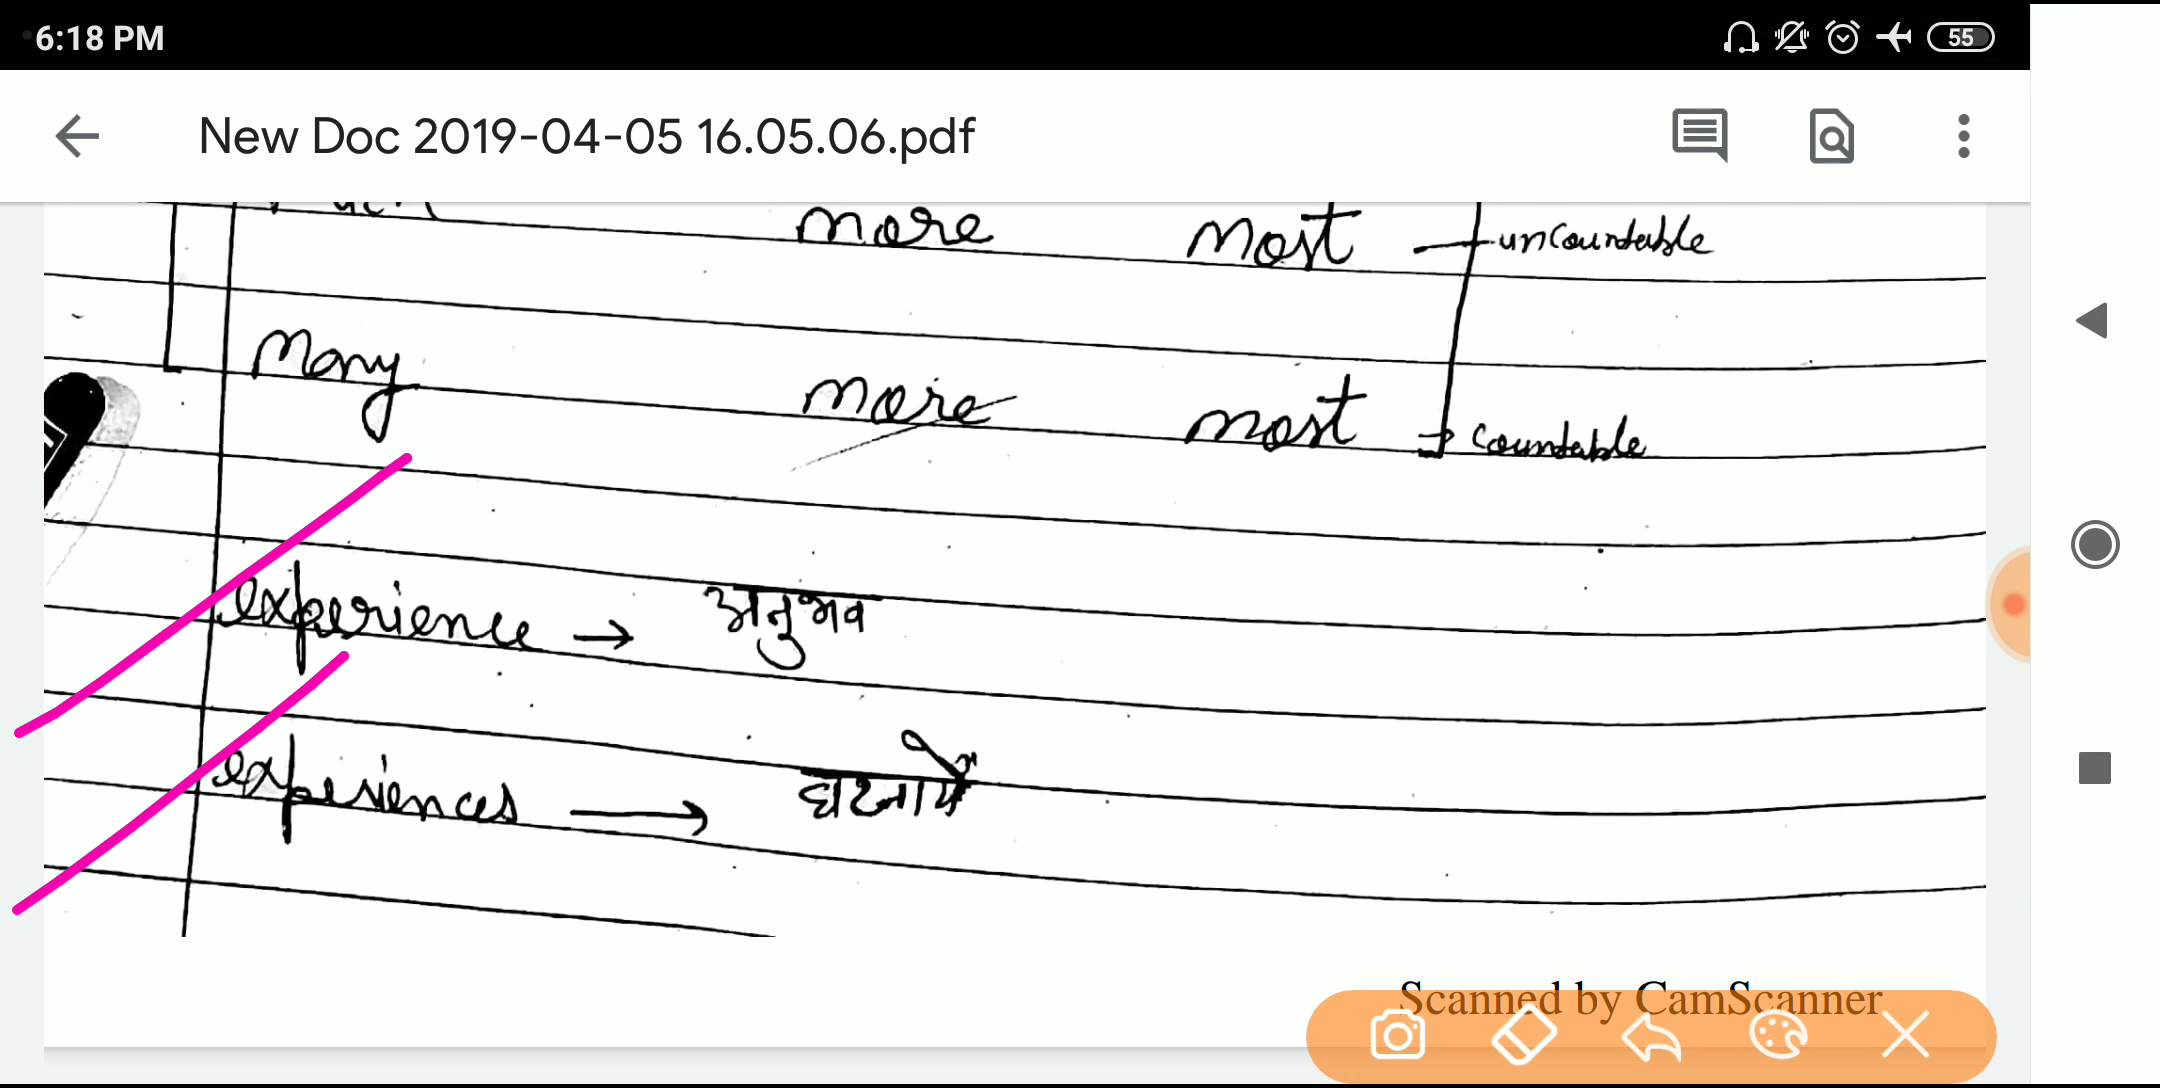 6:18 PM
55
New Doc 2019-04-05 16.05.06.pdf
more most uncountable
Many more most → countable
experience → अनुभव
experiences → घटनायें
Scanned by CamScanner